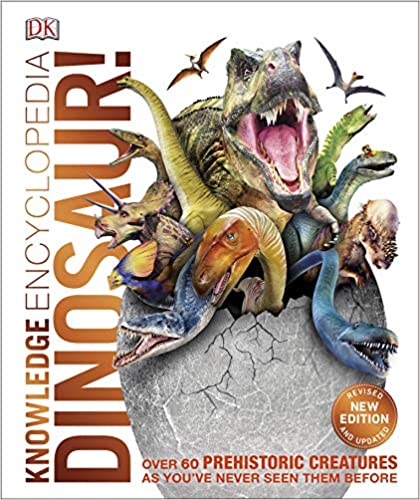 DK
KNOWLEDGE ENCYCLOPEDIA
DINOSAUR!
REVISED
NEW
EDITION
AND UPDATED
OVER 60 PREHISTORIC CREATURES
AS YOU'VE NEVER SEEN THEM BEFORE